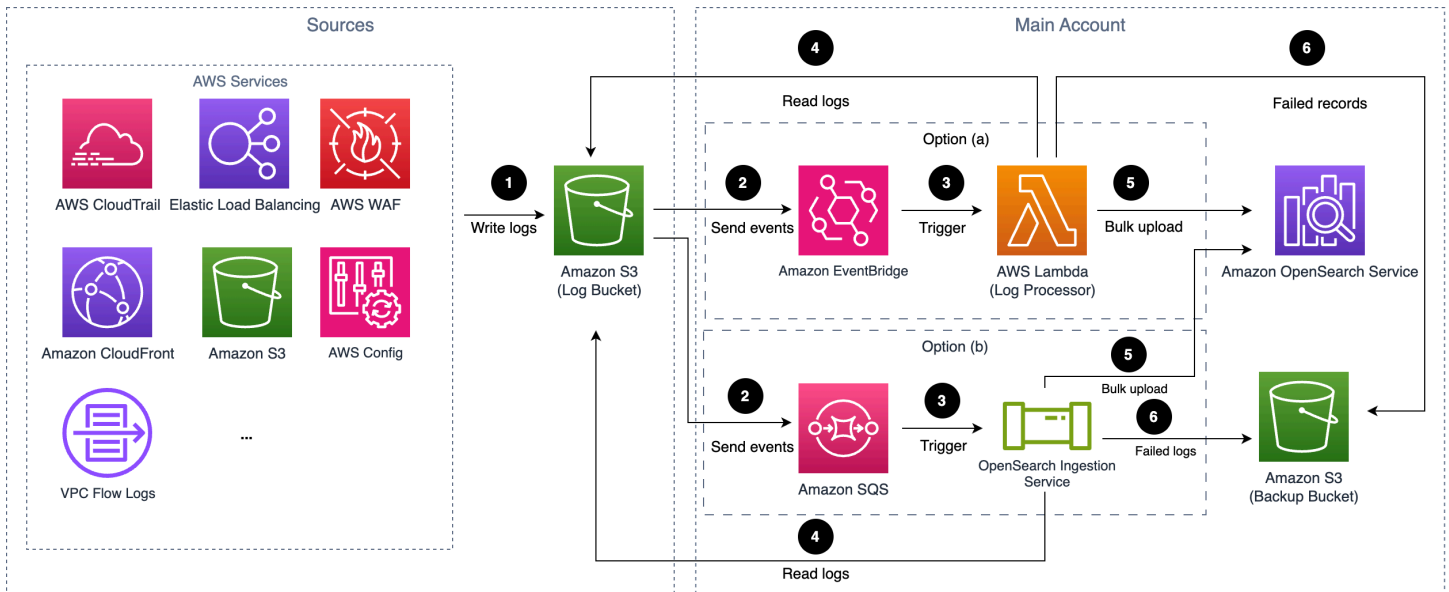 Sources
Main Account
AWS Services
AWS CloudTrail
Elastic Load Balancing
AWS WAF
Amazon CloudFront
Amazon S3
AWS Config
VPC Flow Logs
...
1
Write logs
Amazon S3
(Log Bucket)
4
Read logs
6
Failed records
Option (a)
2
Send events
Amazon EventBridge
3
Trigger
AWS Lambda
(Log Processor)
5
Bulk upload
Amazon OpenSearch Service
Option (b)
2
Send events
Amazon SQS
3
Trigger
OpenSearch Ingestion
Service
5
Bulk upload
6
Failed logs
Amazon S3
(Backup Bucket)
4
Read logs